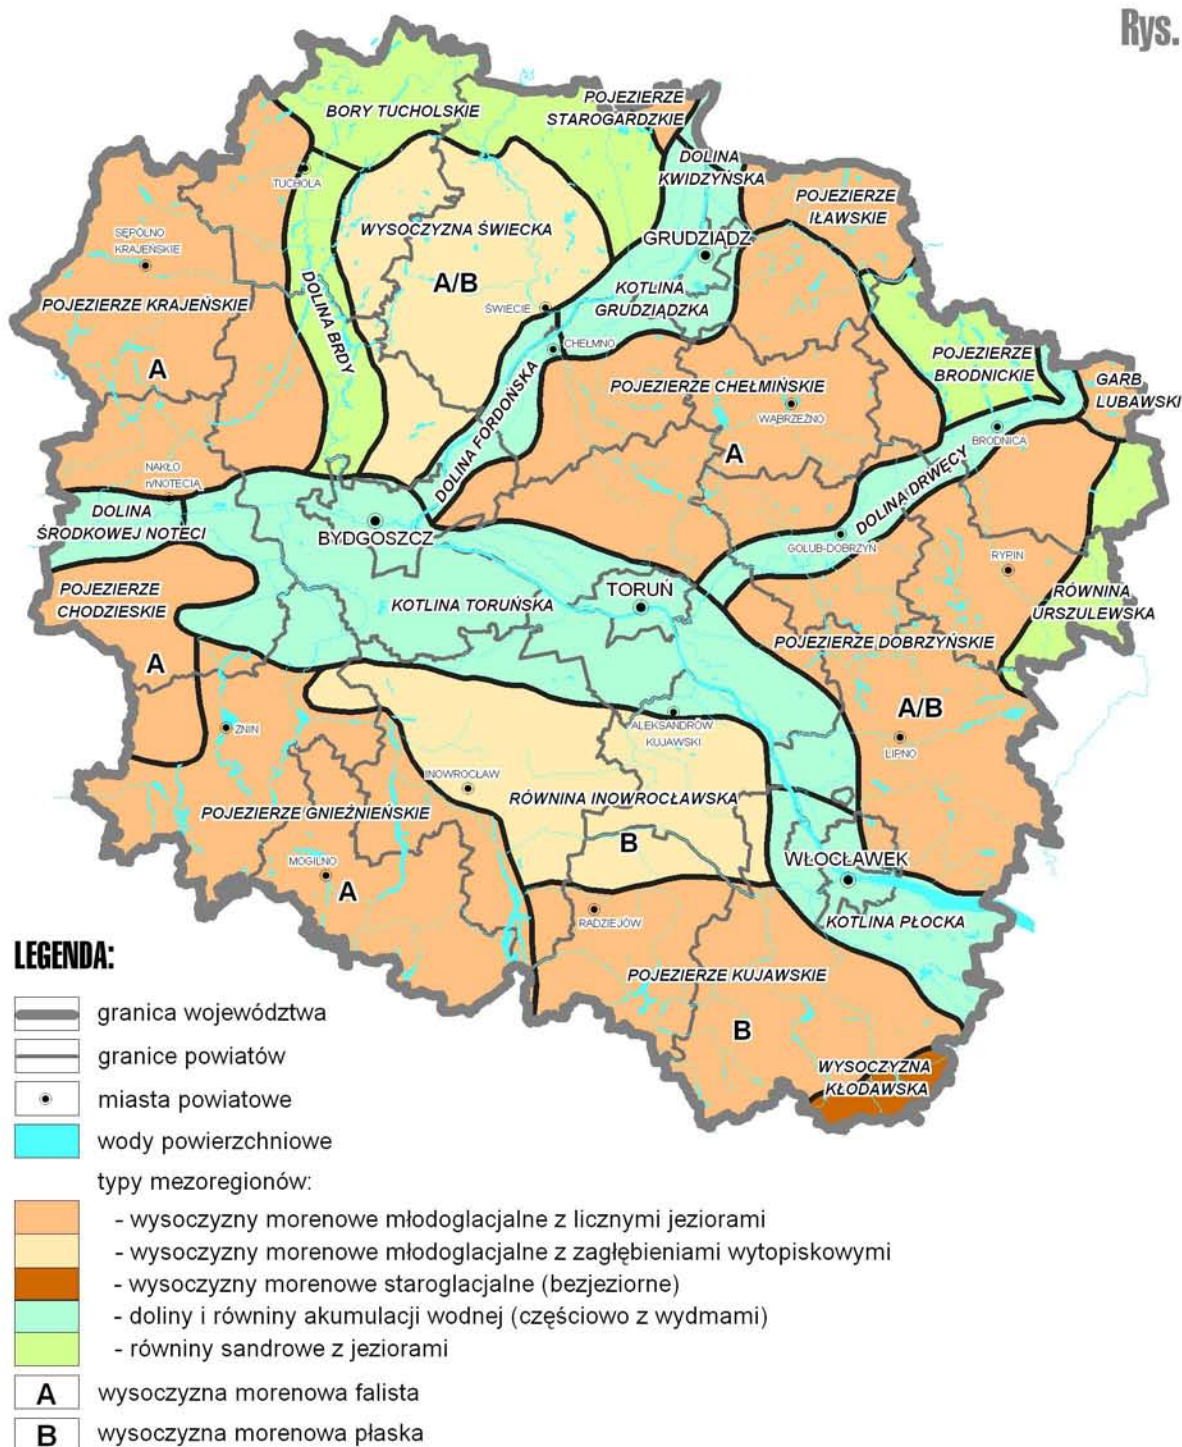 Rys.
BORY TUCHOLSKIE
POJEZIERZE
STAROGARDZKIE
DOLINA
KWIDZYŃSKA
TUCHOLA
POJEZIERZE
IŁAWSKIE
SĘPÓLNO
KRAJEŃSKIE
WYSOCZYZNA ŚWIECKA
GRUDZIĄDZ
A/B
KOTLINA
GRUDZIĄDZKA
POJEZIERZE KRAJEŃSKIE
DOLINA BRDY
ŚWIECIE
CHEŁMNO
A
POJEZIERZE
BRODNICKIE
GARB
LUBAWSKI
POJEZIERZE CHEŁMIŃSKIE
WĄBRZEŹNO
DOLINA FORDOŃSKA
BRODNICA
A
NAKŁO
n/NOTECIĄ
DOLINA
ŚRODKOWEJ NOTECI
BYDGOSZCZ
DOLINA DRWĘCY
GOLUB-DOBRZYŃ
RYPIN
POJEZIERZE
CHODZIESKIE
KOTLINA TORUŃSKA
TORUŃ
RÓWNINA
URSZULEWSKA
POJEZIERZE DOBRZYŃSKIE
A
A/B
ŻNIN
ALEKSANDRÓW
KUJAWSKI
LIPNO
INOWROCŁAW
RÓWNINA INOWROCŁAWSKA
POJEZIERZE GNIEŹNIEŃSKIE
B
MOGILNO
A
WŁOCŁAWEK
RADZIEJÓW
KOTLINA PŁOCKA
POJEZIERZE KUJAWSKIE
B
WYSOCZYZNA
KŁODAWSKA
LEGENDA:
granica województwa
granice powiatów
miasta powiatowe
wody powierzchniowe
typy mezoregionów:
- wysoczyzny morenowe młodoglacjalne z licznymi jeziorami
- wysoczyzny morenowe młodoglacjalne z zagłębieniami wytopiskowymi
- wysoczyzny morenowe staroglacjalne (bezjeziorne)
- doliny i równiny akumulacji wodnej (częściowo z wydmami)
- równiny sandrowe z jeziorami
A wysoczyzna morenowa falista
B wysoczyzna morenowa płaska